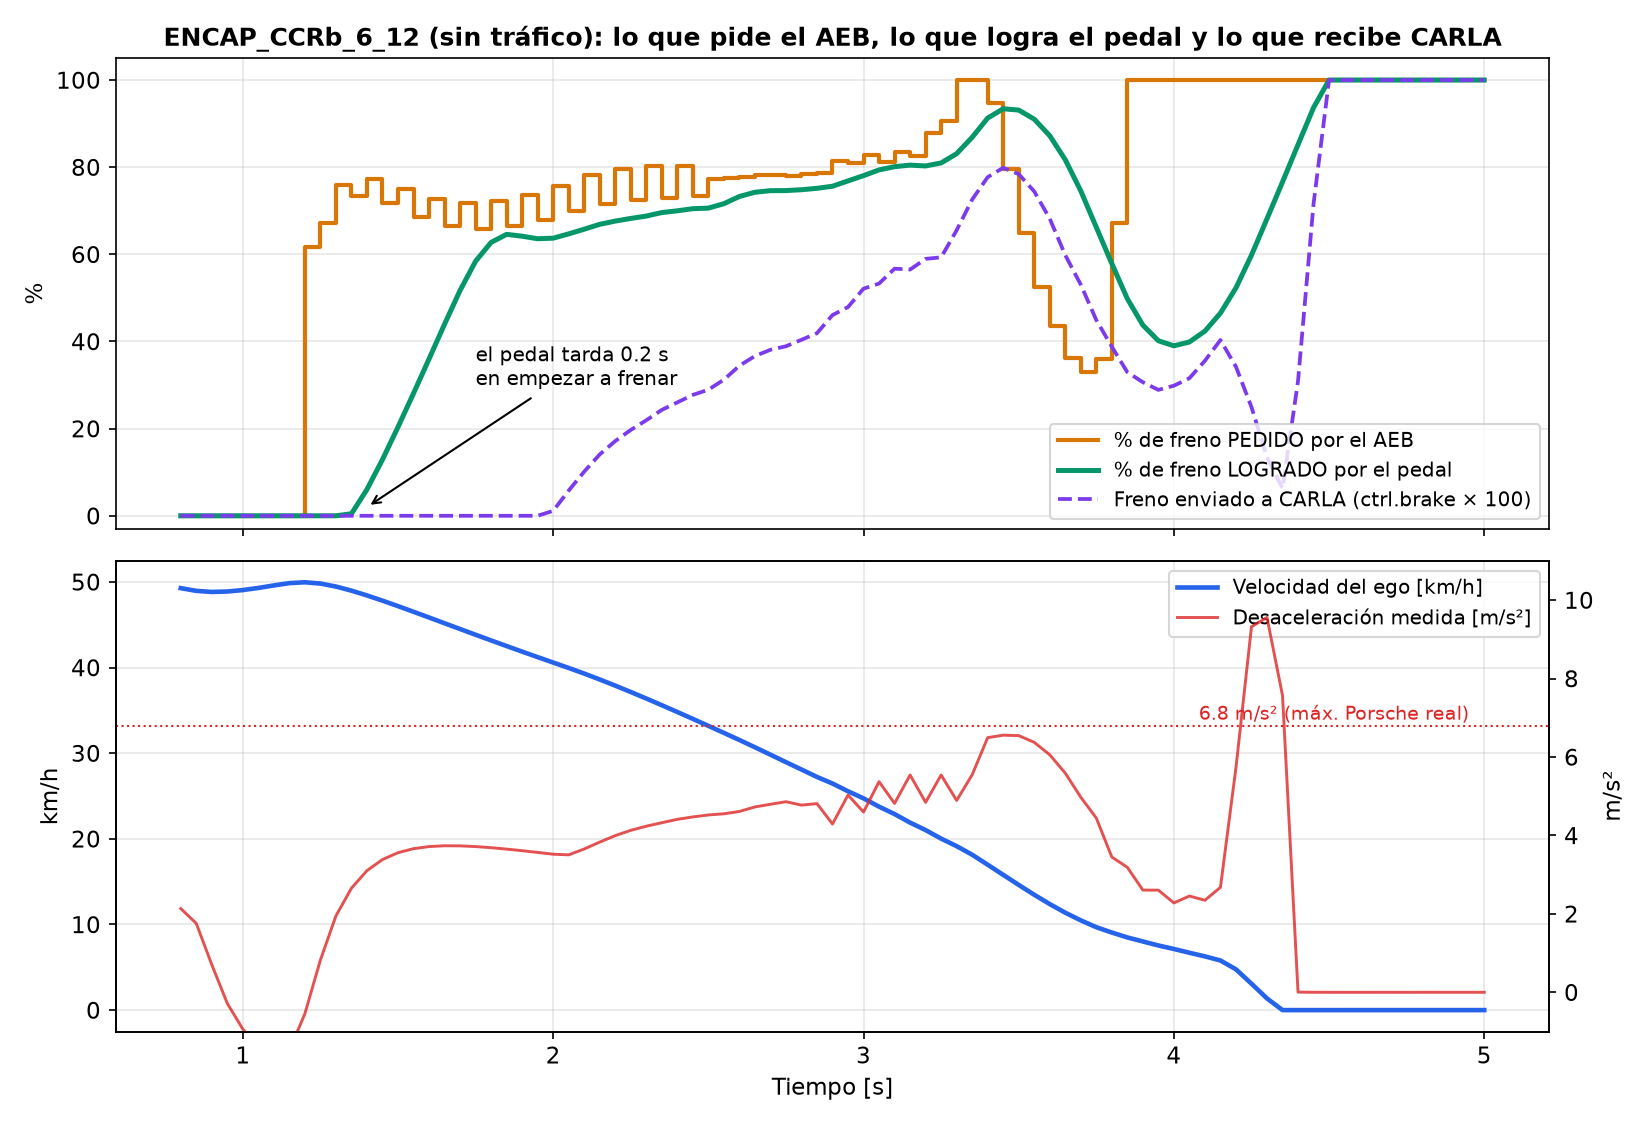 ENCAP_CCRb_6_12 (sin tráfico): lo que pide el AEB, lo que logra el pedal y lo que recibe CARLA
100
80
60
40
20
0
%
el pedal tarda 0.2 s
en empezar a frenar
% de freno PEDIDO por el AEB
% de freno LOGRADO por el pedal
Freno enviado a CARLA (ctrl.brake × 100)
50
40
30
20
10
0
km/h
Velocidad del ego [km/h]
Desaceleración medida [m/s²]
6.8 m/s² (máx. Porsche real)
10
8
6
4
2
0
m/s²
1
2
3
4
5
Tiempo [s]